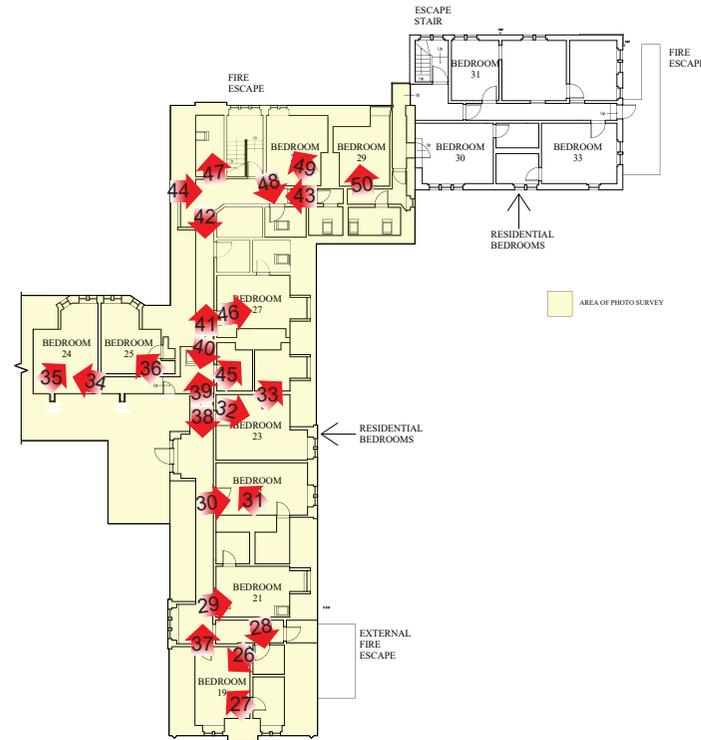 ESCAPE
STAIR
BEDROOM
31
FIRE
ESCAPE
FIRE
ESCAPE
BEDROOM
BEDROOM
29
BEDROOM
30
BEDROOM
33
47
49
48
50
44
43
42
RESIDENTIAL
BEDROOMS
AREA OF PHOTO SURVEY
BEDROOM
27
46
41
BEDROOM
24
BEDROOM
25
40
36
35
34
45
39
33
32
38
BEDROOM
23
RESIDENTIAL
BEDROOMS
BEDROOM
31
30
BEDROOM
21
29
28
37
26
EXTERNAL
FIRE
ESCAPE
BEDROOM
19
27